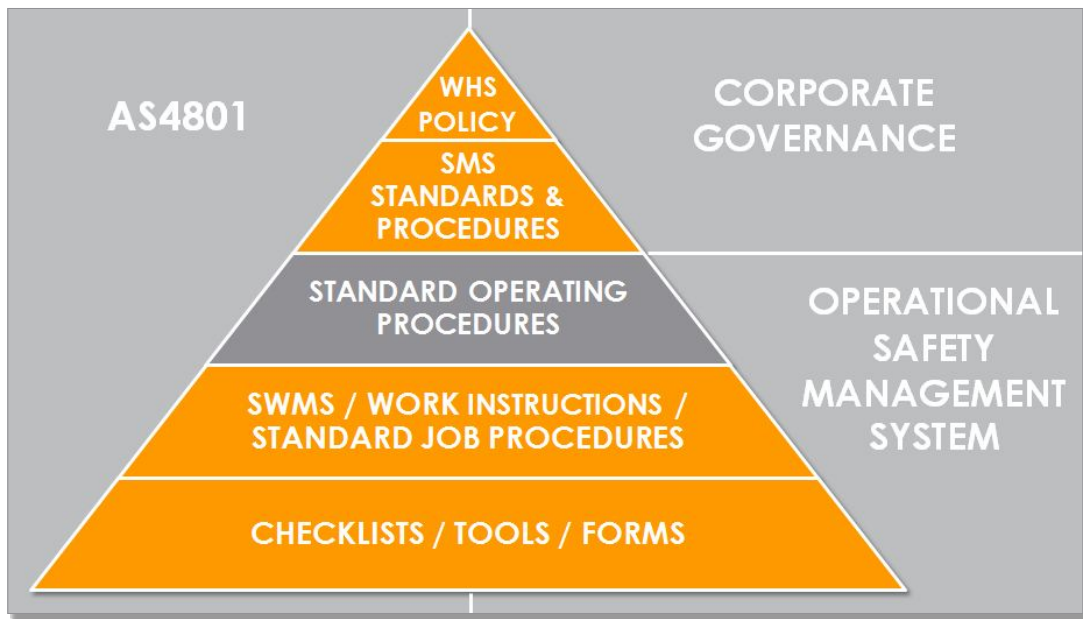 AS4801
WHS
POLICY
SMS
STANDARDS &
PROCEDURES
STANDARD OPERATING
PROCEDURES
SWMS / WORK INSTRUCTIONS /
STANDARD JOB PROCEDURES
CHECKLISTS / TOOLS / FORMS
CORPORATE
GOVERNANCE
OPERATIONAL
SAFETY
MANAGEMENT
SYSTEM